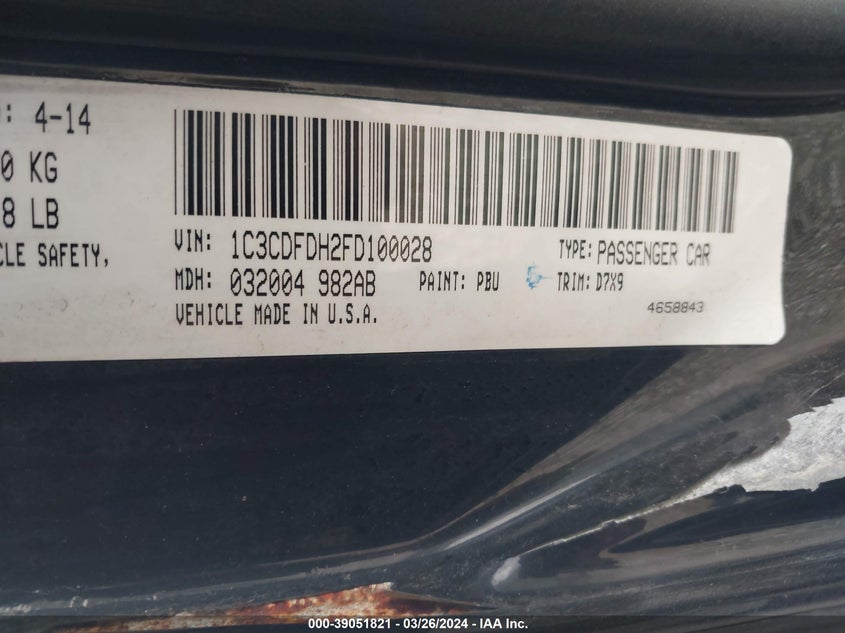 : 4-14
0 KG
8 LB
CLE SAFETY,
VIN: 1C3CDFDH2FD100028 TYPE: PASSENGER CAR
MDH: 032004 982AB PAINT: PBU TRIM: D7X9
VEHICLE MADE IN U.S.A. 4658843
000-39051821 - 03/26/2024 - IAA Inc.